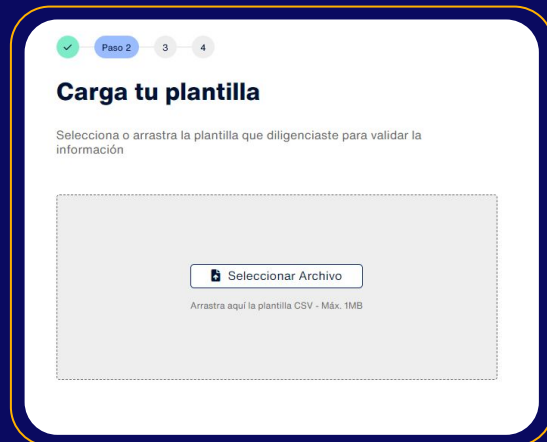 Paso 2 3 4
Carga tu plantilla
Selecciona o arrastra la plantilla que diligenciaste para validar la
información
Seleccionar Archivo
Arrastra aquí la plantilla CSV - Máx. 1MB